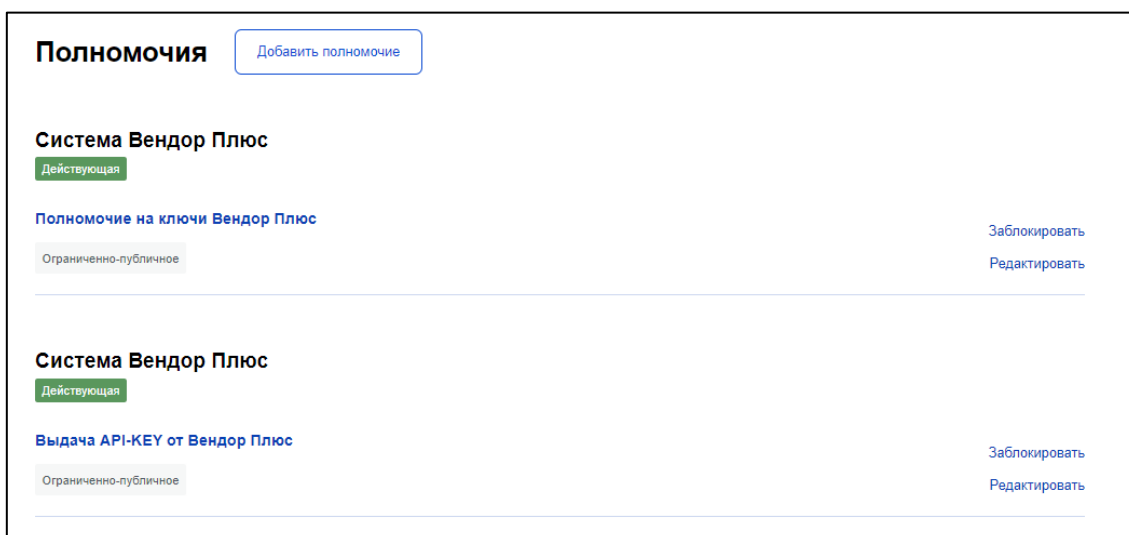 Полномочия
Добавить полномочие
Система Вендор Плюс
Действующая
Полномочие на ключи Вендор Плюс
Заблокировать
Ограниченно-публичное
Редактировать
Система Вендор Плюс
Действующая
Выдача API-KEY от Вендор Плюс
Заблокировать
Ограниченно-публичное
Редактировать